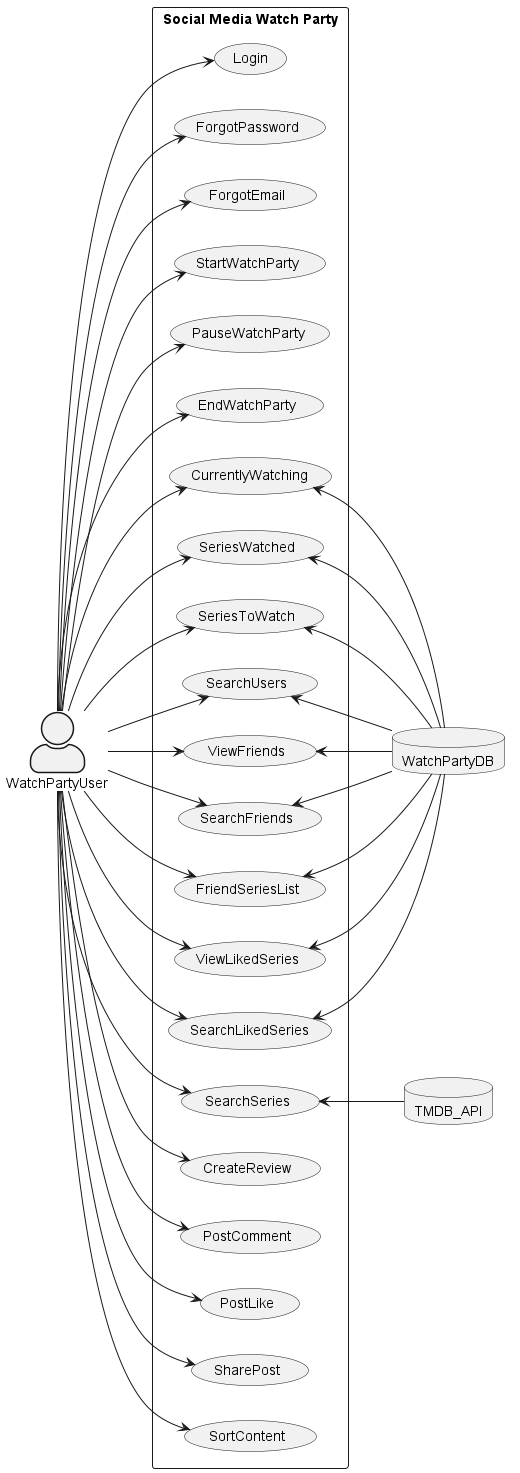 Social Media Watch Party
Login
ForgotPassword
ForgotEmail
StartWatchParty
PauseWatchParty
EndWatchParty
CurrentlyWatching
SeriesWatched
SeriesToWatch
SearchUsers
ViewFriends
WatchPartyDB
WatchPartyUser
SearchFriends
FriendSeriesList
ViewLikedSeries
SearchLikedSeries
SearchSeries
TMDB_API
CreateReview
PostComment
PostLike
SharePost
SortContent